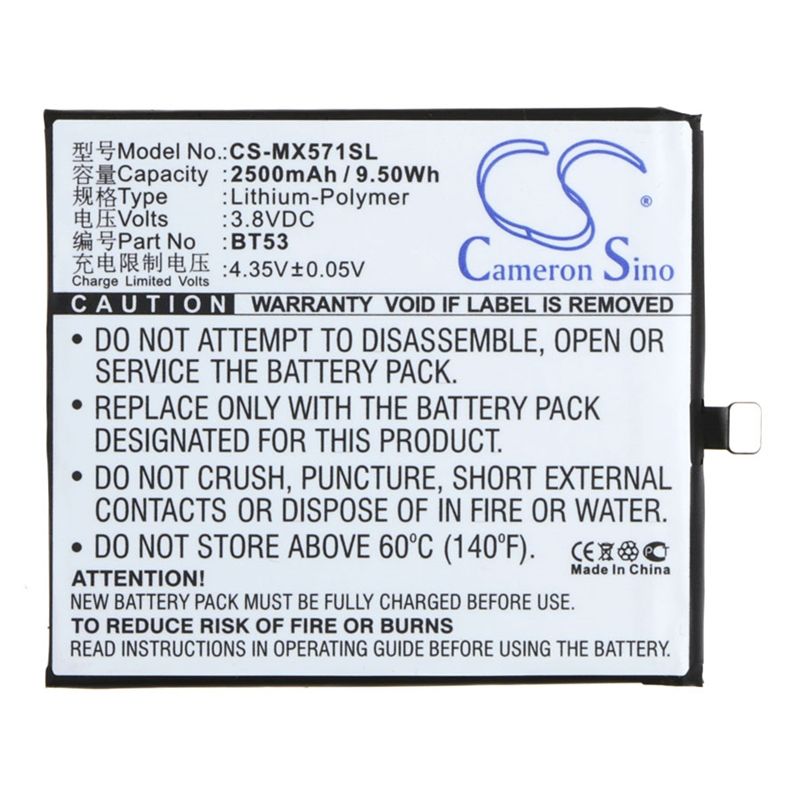 型号Model No.:CS-MX571SL
容量Capacity :2500mAh / 9.50Wh
规格Type :Lithium-Polymer
电压Volts :3.8VDC
编号Part No :BT53
充电限制电压:4.35V±0.05V
Charge Limited Volts
CS®
Cameron Sino
CAUTION WARRANTY VOID IF LABEL IS REMOVED
• DO NOT ATTEMPT TO DISASSEMBLE, OPEN OR
SERVICE THE BATTERY PACK.
• REPLACE ONLY WITH THE BATTERY PACK
DESIGNATED FOR THIS PRODUCT.
• DO NOT CRUSH, PUNCTURE, SHORT EXTERNAL
CONTACTS OR DISPOSE OF IN FIRE OR WATER.
• DO NOT STORE ABOVE 60°C (140°F).
CE PCT
Made In China
ATTENTION!
NEW BATTERY PACK MUST BE FULLY CHARGED BEFORE USE.
TO REDUCE RISK OF FIRE OR BURNS
READ INSTRUCTIONS IN OPERATING GUIDE BEFORE USING THE BATTERY.